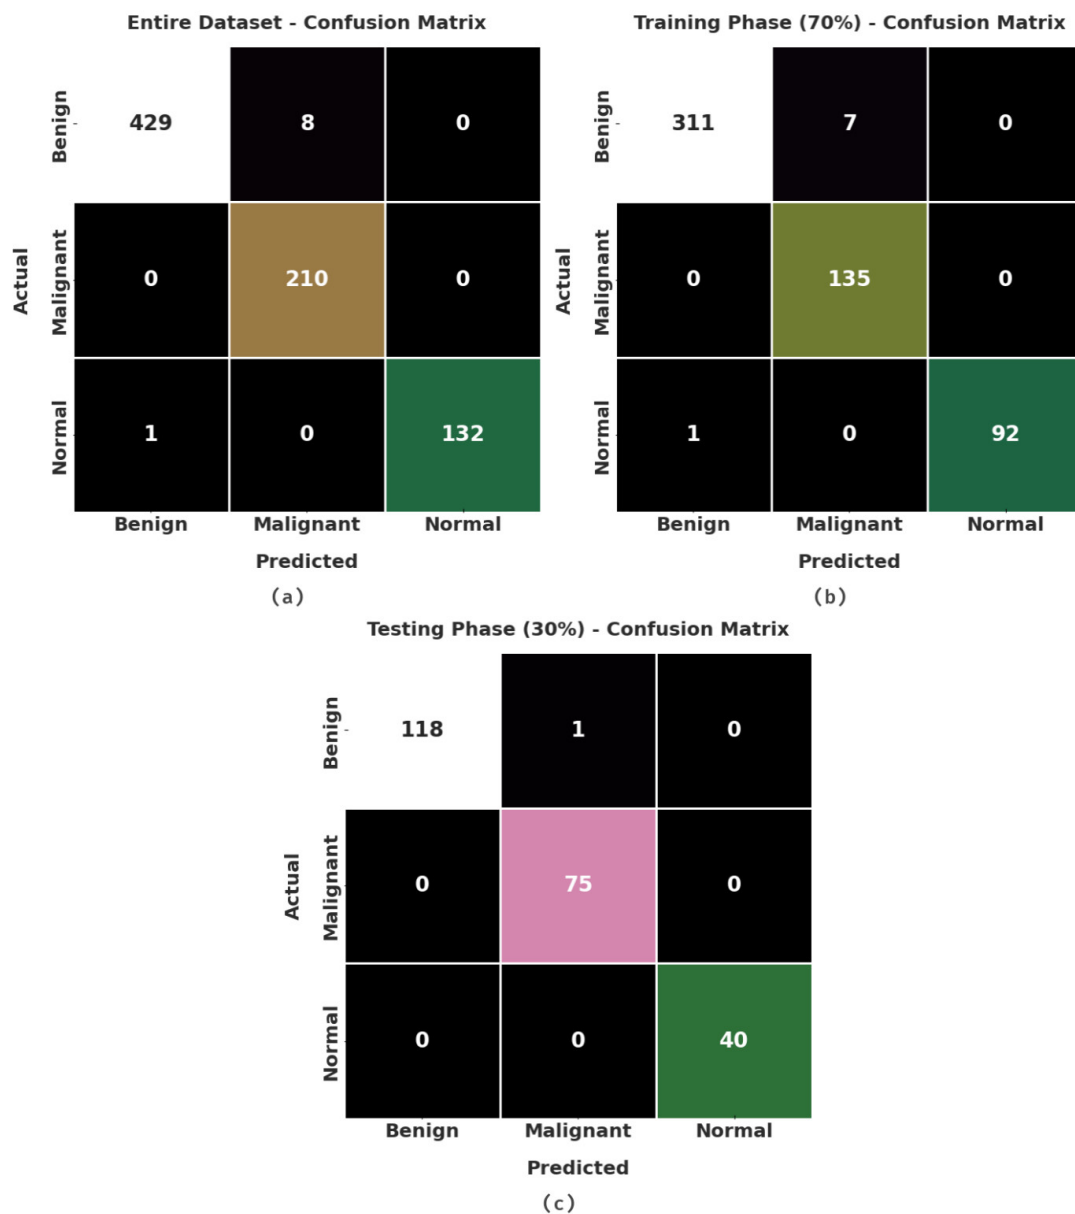 Entire Dataset - Confusion Matrix
Benign
429 8 0
Actual
Malignant
0 210 0
Normal
1 0 132
Benign Malignant Normal
Predicted
(a)
Training Phase (70%) - Confusion Matrix
Benign
311 7 0
Actual
Malignant
0 135 0
Normal
1 0 92
Benign Malignant Normal
Predicted
(b)
Testing Phase (30%) - Confusion Matrix
Benign
118 1 0
Actual
Malignant
0 75 0
Normal
0 0 40
Benign Malignant Normal
Predicted
(c)